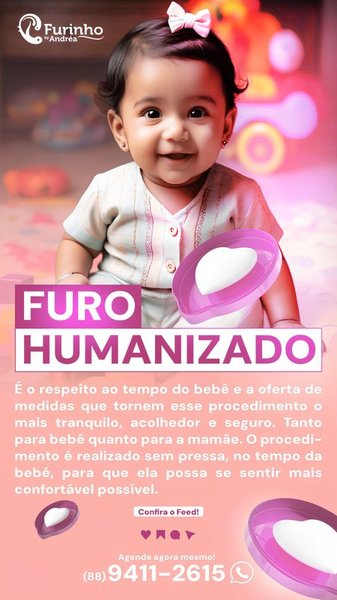 Furinho
by Andréa
FURO
HUMANIZADO
É o respeito ao tempo do bebê e a oferta de
medidas que tornem esse procedimento o
mais tranquilo, acolhedor e seguro. Tanto
para bebê quanto para a mamãe. O procedi-
mento é realizado sem pressa, no tempo da
bebê, para que ela possa se sentir mais
confortável possível.
Confira o Feed!
Agende agora mesmo!
(88) 9411-2615